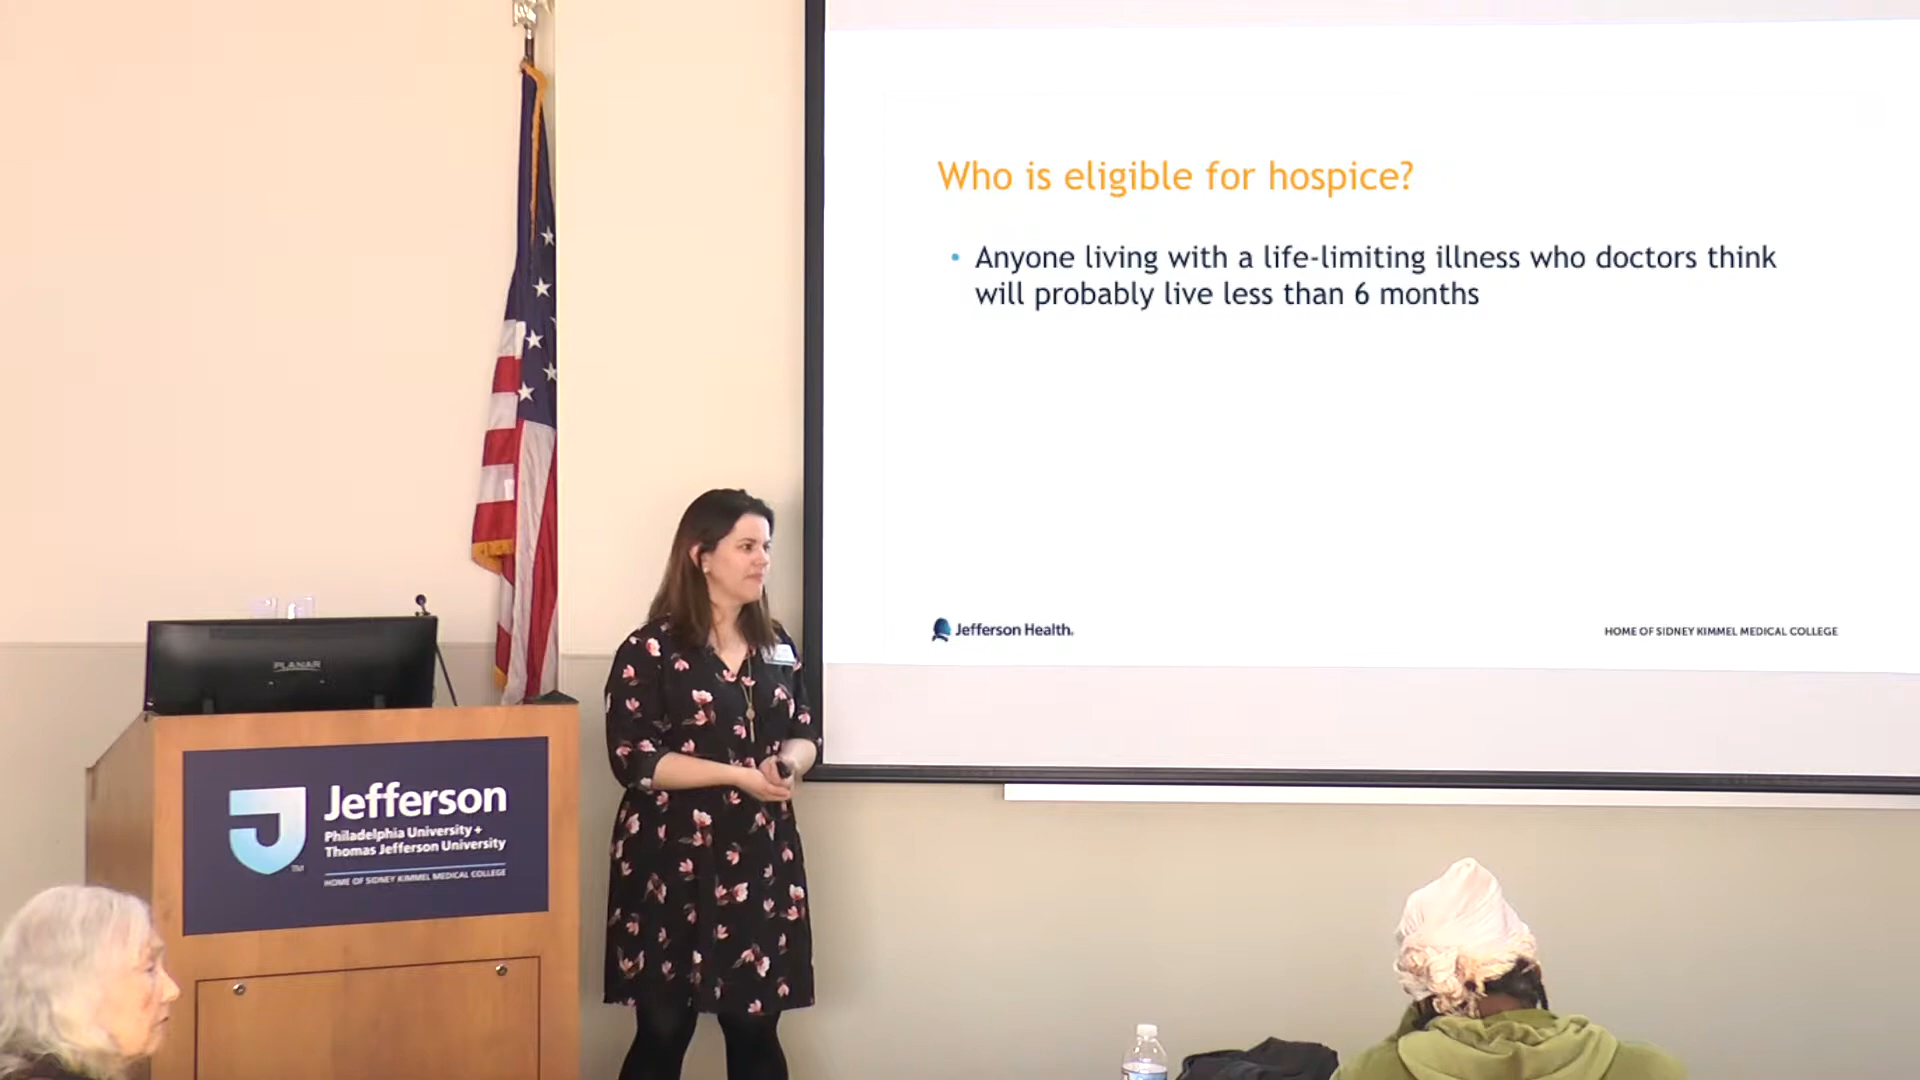 Who is eligible for hospice?
• Anyone living with a life-limiting illness who doctors think
will probably live less than 6 months
Jefferson Health.
HOME OF SIDNEY KIMMEL MEDICAL COLLEGE
PLANAR
Jefferson
Philadelphia University +
Thomas Jefferson University
TM
HOME OF SIDNEY KIMMEL MEDICAL COLLEGE